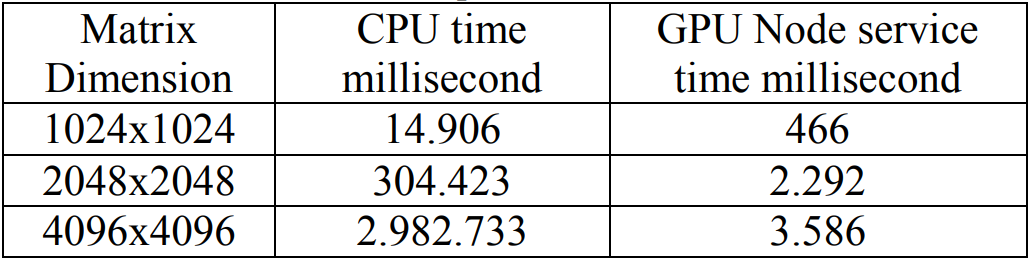 Matrix Dimension | CPU time millisecond | GPU Node service time millisecond
1024x1024 | 14.906 | 466
2048x2048 | 304.423 | 2.292
4096x4096 | 2.982.733 | 3.586